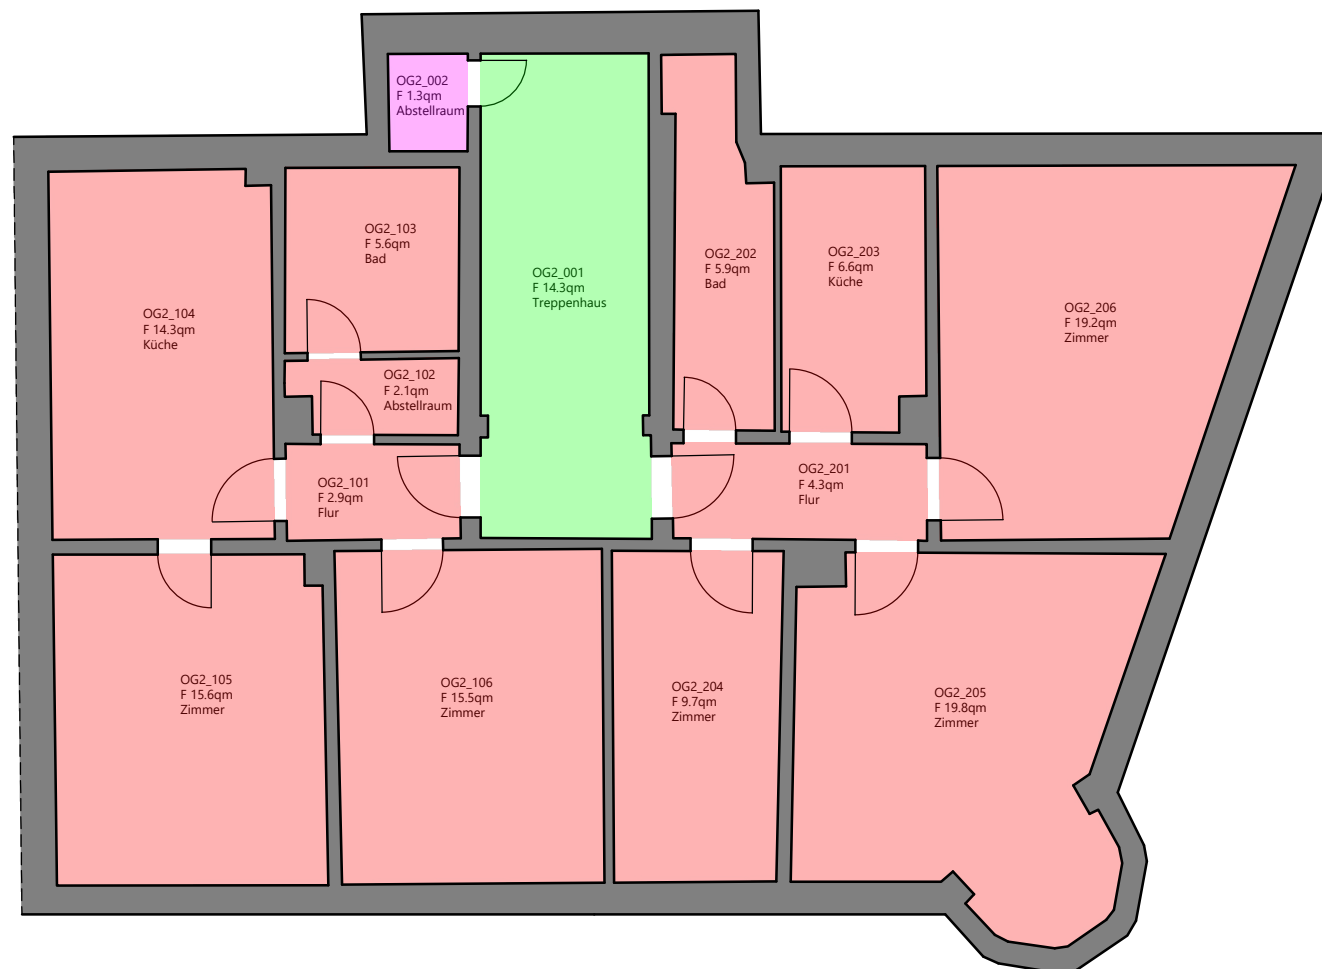 OG2_002
F 1.3qm
Abstellraum
OG2_103
F 5.6qm
Bad
OG2_001
F 14.3qm
Treppenhaus
OG2_202
F 5.9qm
Bad
OG2_203
F 6.6qm
Küche
OG2_104
F 14.3qm
Küche
OG2_206
F 19.2qm
Zimmer
OG2_102
F 2.1qm
Abstellraum
OG2_101
F 2.9qm
Flur
OG2_201
F 4.3qm
Flur
OG2_105
F 15.6qm
Zimmer
OG2_106
F 15.5qm
Zimmer
OG2_204
F 9.7qm
Zimmer
OG2_205
F 19.8qm
Zimmer